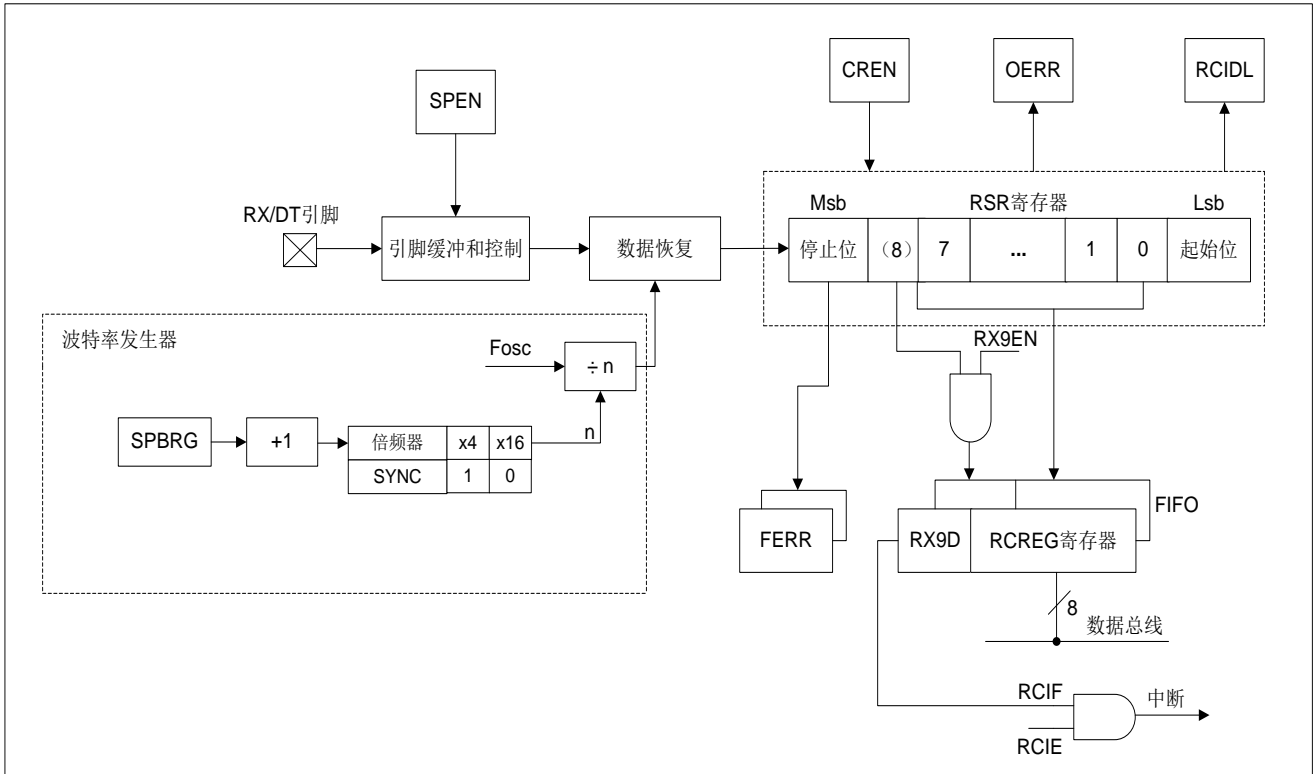 CREN
OERR
RCIDL
SPEN
Msb
RSR寄存器
Lsb
RX/DT引脚
引脚缓冲和控制
数据恢复
停止位
（8）
7
...
1
0
起始位
波特率发生器
Fosc
÷ n
RX9EN
SPBRG
+1
倍频器
x4
x16
n
SYNC
1
0
FIFO
FERR
RX9D
RCREG寄存器
8
数据总线
RCIF
中断
RCIE